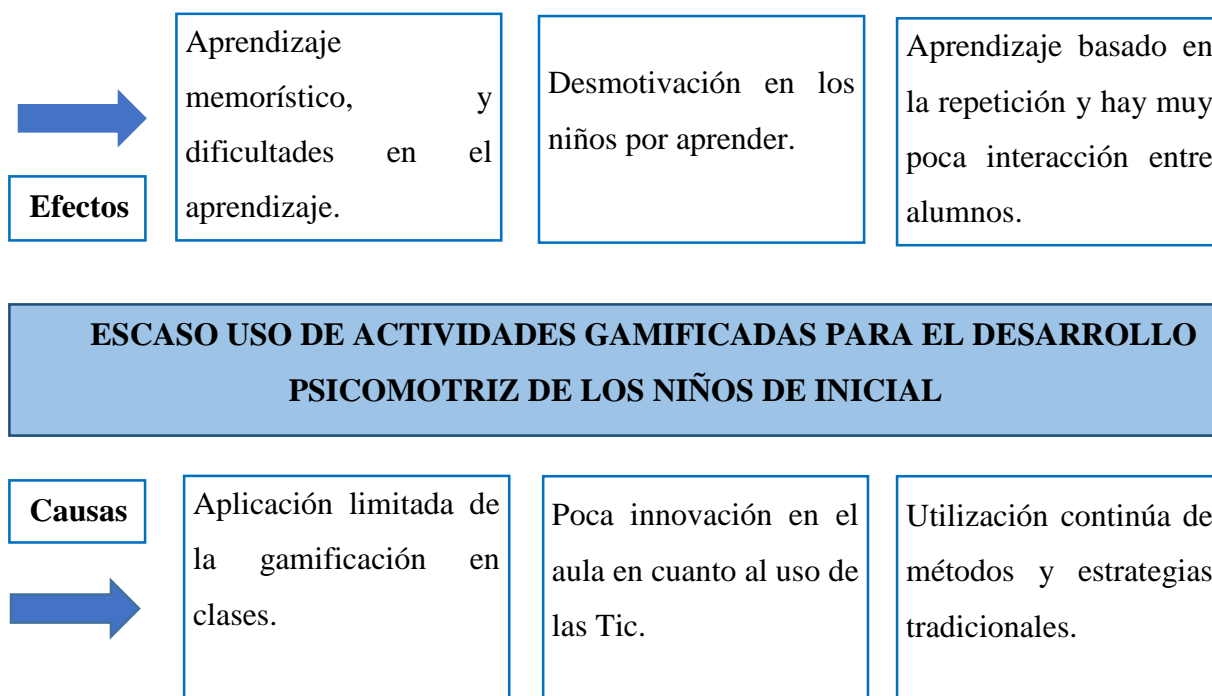 Efectos
Aprendizaje
memorístico, y
dificultades en el
aprendizaje.
Desmotivación en los
niños por aprender.
Aprendizaje basado en
la repetición y hay muy
poca interacción entre
alumnos.
ESCASO USO DE ACTIVIDADES GAMIFICADAS PARA EL DESARROLLO
PSICOMOTRIZ DE LOS NIÑOS DE INICIAL
Causas
Aplicación limitada de
la gamificación en
clases.
Poca innovación en el
aula en cuanto al uso de
las Tic.
Utilización continúa de
métodos y estrategias
tradicionales.